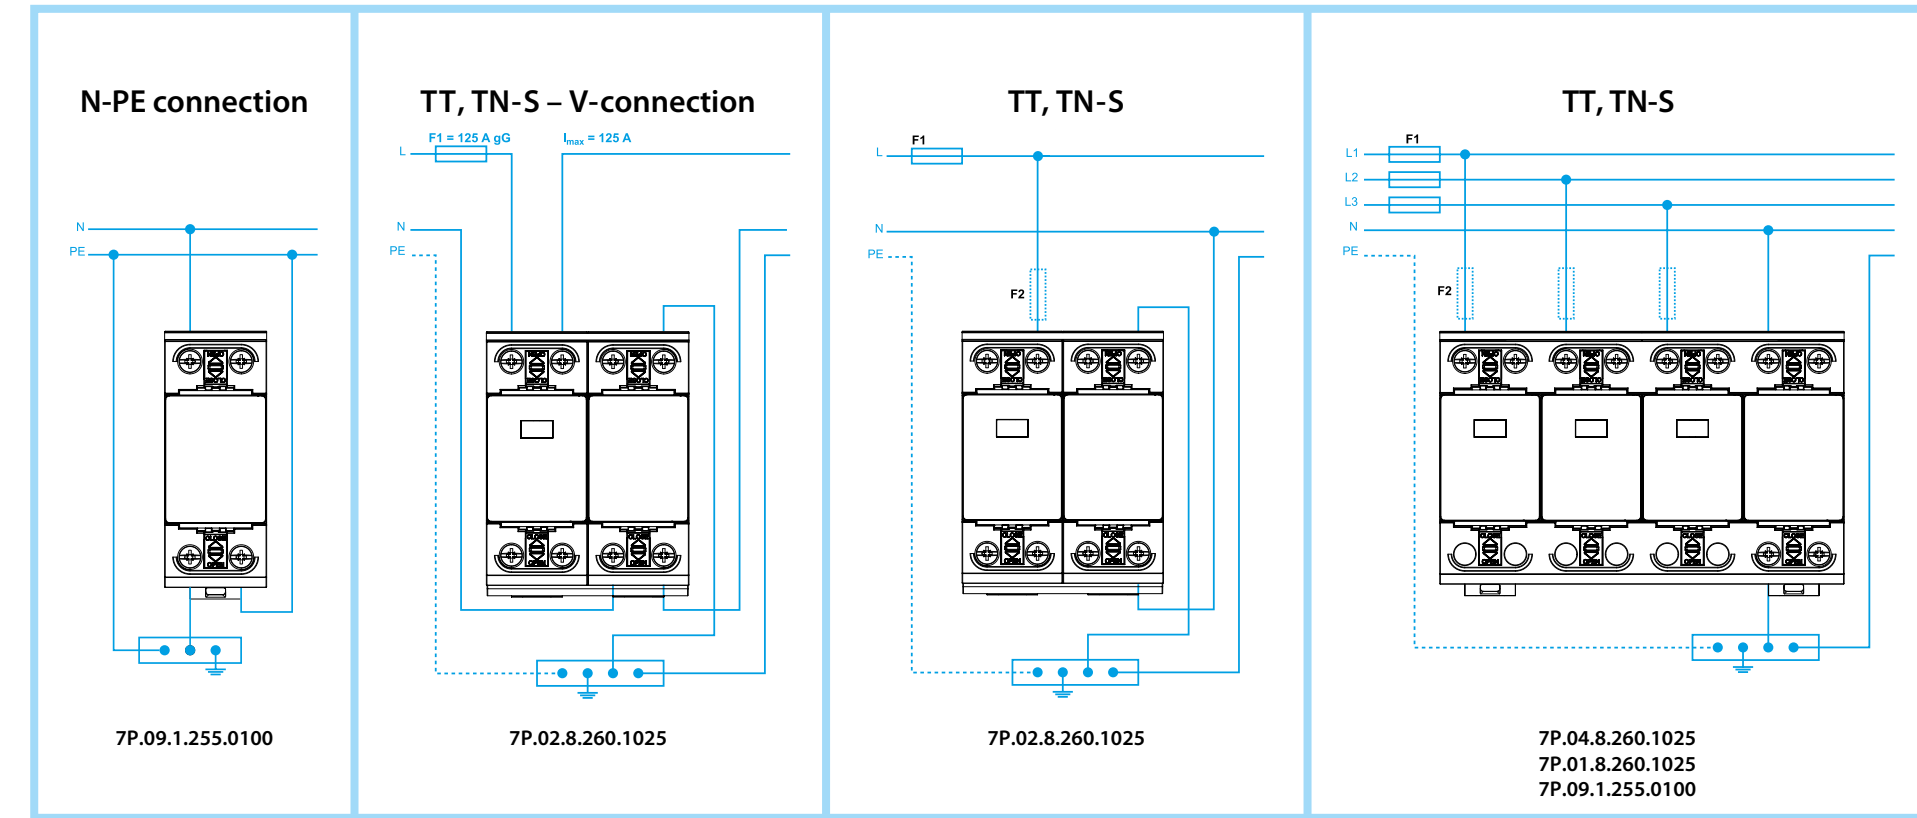 N-PE connection
N
PE
7P.09.1.255.0100
TT, TN-S – V-connection
F1 = 125 A gG
Imax = 125 A
L
N
PE
7P.02.8.260.1025
TT, TN-S
F1
L
N
PE
F2
7P.02.8.260.1025
TT, TN-S
F1
L1
L2
L3
N
PE
F2
7P.04.8.260.1025
7P.01.8.260.1025
7P.09.1.255.0100